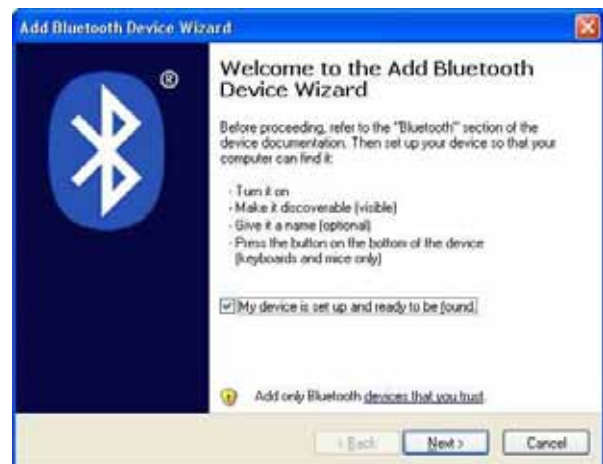 Add Bluetooth Device Wizard
®
Welcome to the Add Bluetooth
Device Wizard
Before proceeding, refer to the "Bluetooth" section of the
device documentation. Then set up your device so that your
computer can find it:
- Turn it on
- Make it discoverable (visible)
- Give it a name (optional)
- Press the button on the bottom of the device
(keyboards and mice only)
My device is set up and ready to be found.
Add only Bluetooth devices that you trust.
< Back
Next >
Cancel